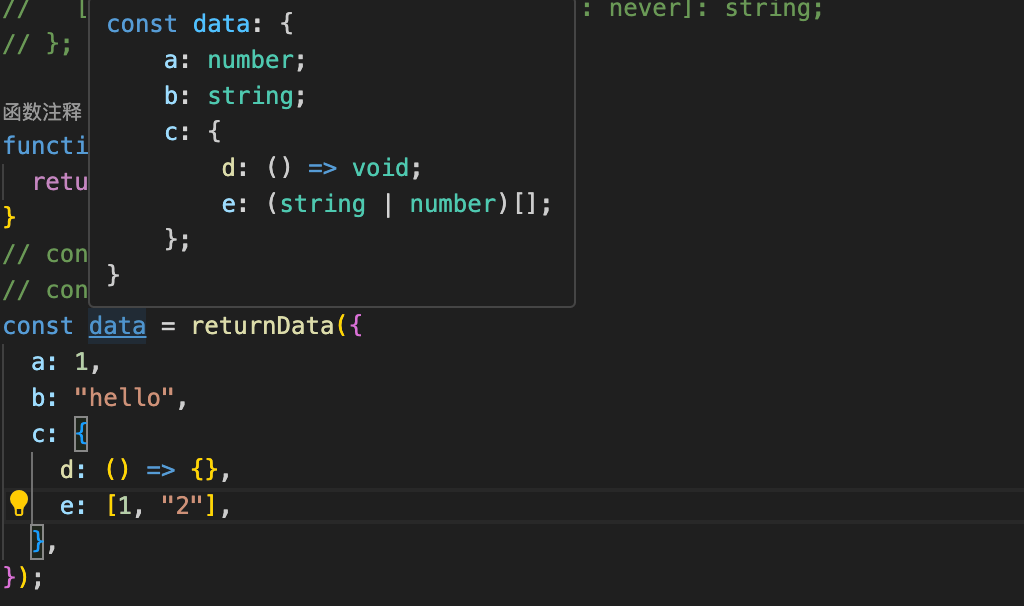 //   [
: never]: string;
// };
const data: {
    a: number;
    b: string;
    c: {
        d: () => void;
        e: (string | number)[];
    };
}
函数注释
functi
  retu
}
// con
// con
const data = returnData({
  a: 1,
  b: "hello",
  c: {
    d: () => {},
    e: [1, "2"],
  },
});